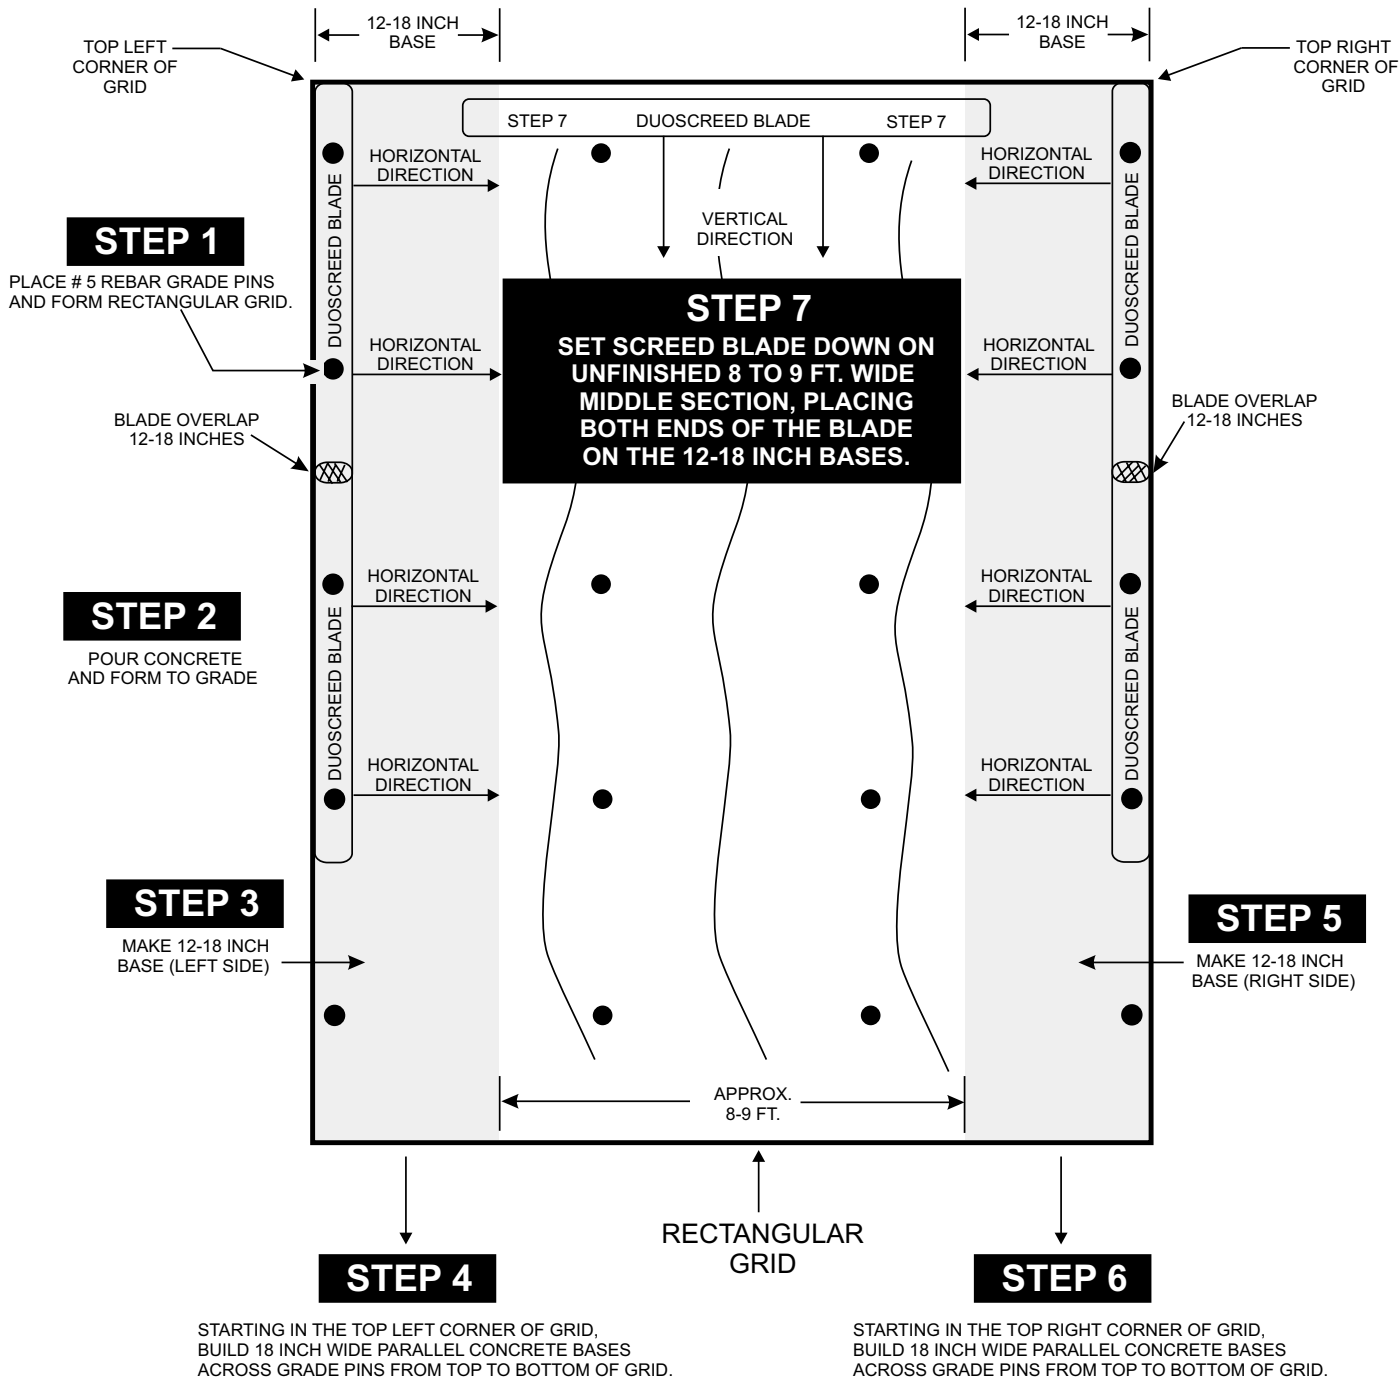 12-18 INCH
BASE
12-18 INCH
BASE
TOP LEFT
CORNER OF
GRID
TOP RIGHT
CORNER OF
GRID
STEP 7
DUOSCREED BLADE
STEP 7
HORIZONTAL
DIRECTION
HORIZONTAL
DIRECTION
DUOSCREED BLADE
DUOSCREED BLADE
VERTICAL
DIRECTION
STEP 1
PLACE # 5 REBAR GRADE PINS
AND FORM RECTANGULAR GRID.
STEP 7
SET SCREED BLADE DOWN ON
UNFINISHED 8 TO 9 FT. WIDE
MIDDLE SECTION, PLACING
BOTH ENDS OF THE BLADE
ON THE 12-18 INCH BASES.
HORIZONTAL
DIRECTION
HORIZONTAL
DIRECTION
BLADE OVERLAP
12-18 INCHES
BLADE OVERLAP
12-18 INCHES
HORIZONTAL
DIRECTION
HORIZONTAL
DIRECTION
STEP 2
POUR CONCRETE
AND FORM TO GRADE
DUOSCREED BLADE
DUOSCREED BLADE
HORIZONTAL
DIRECTION
HORIZONTAL
DIRECTION
STEP 3
MAKE 12-18 INCH
BASE (LEFT SIDE)
STEP 5
MAKE 12-18 INCH
BASE (RIGHT SIDE)
APPROX.
8-9 FT.
RECTANGULAR
GRID
STEP 4
STARTING IN THE TOP LEFT CORNER OF GRID,
BUILD 18 INCH WIDE PARALLEL CONCRETE BASES
ACROSS GRADE PINS FROM TOP TO BOTTOM OF GRID.
STEP 6
STARTING IN THE TOP RIGHT CORNER OF GRID,
BUILD 18 INCH WIDE PARALLEL CONCRETE BASES
ACROSS GRADE PINS FROM TOP TO BOTTOM OF GRID.